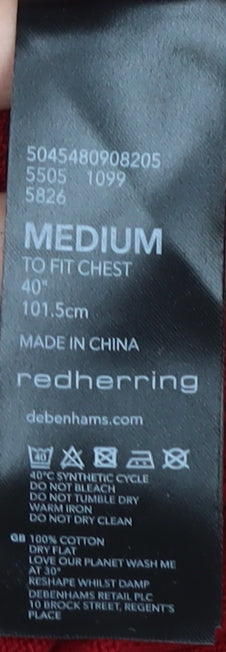 5045480908205
5505 1099
5826
MEDIUM
TO FIT CHEST
40"
101.5cm
MADE IN CHINA
redherring
debenhams.com
40
40°C SYNTHETIC CYCLE
DO NOT BLEACH
DO NOT TUMBLE DRY
WARM IRON
DO NOT DRY CLEAN
GB 100% COTTON
DRY FLAT
LOVE OUR PLANET WASH ME
AT 30°
RESHAPE WHILST DAMP
DEBENHAMS RETAIL PLC
10 BROCK STREET, REGENT'S
PLACE